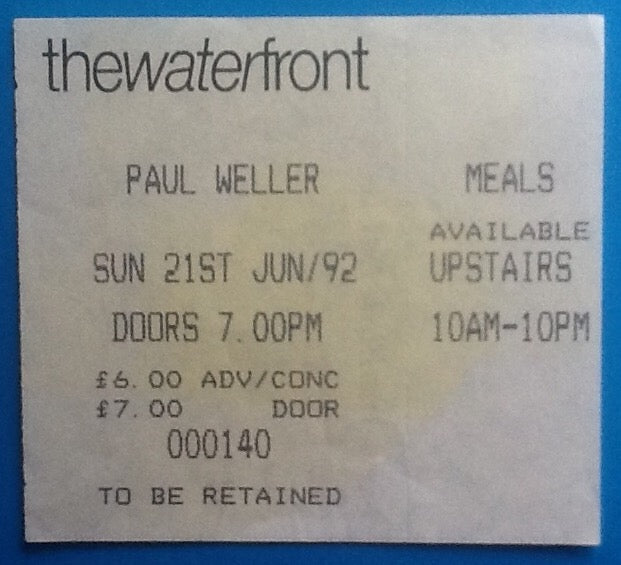 thewaterfront
PAUL WELLER
SUN 21ST JUN/92
DOORS 7.00PM
£6.00 ADV/CONC
£7.00 DOOR
000140
TO BE RETAINED
MEALS
AVAILABLE
UPSTAIRS
10AM-10PM